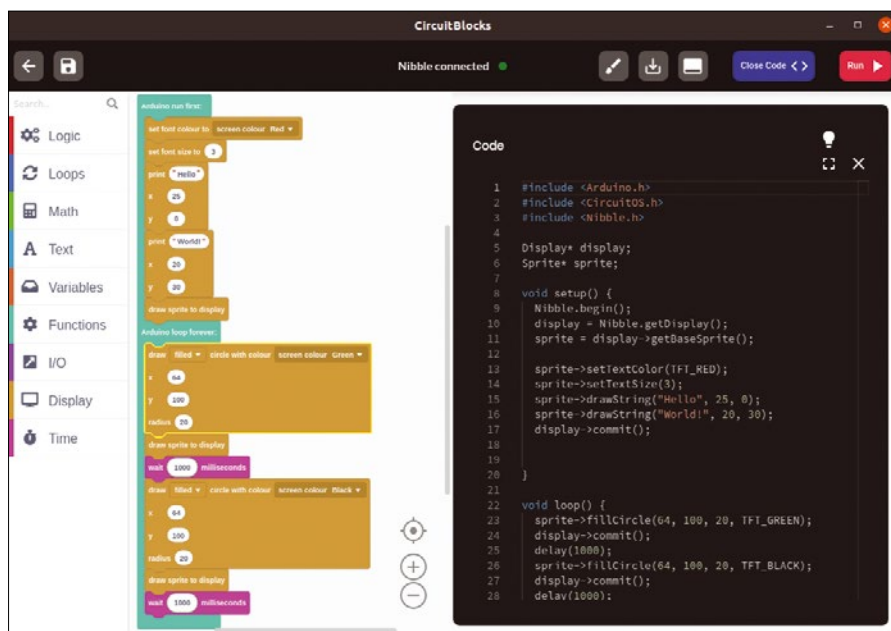 CircuitBlocks
Nibble connected
Close Code < >
Run
Search...
Logic
Loops
Math
Text
Variables
Functions
I/O
Display
Time
Arduino run first:
set font colour to screen colour Red
set font size to 3
print "Hello"
x 25
y 0
print "World!"
x 20
y 30
draw sprite to display
Arduino loop forever:
draw filled circle with colour screen colour Green
x 64
y 100
radius 20
draw sprite to display
wait 1000 milliseconds
draw filled circle with colour screen colour Black
x 64
y 100
radius 20
draw sprite to display
wait 1000 milliseconds
Code
1 #include <Arduino.h>
2 #include <CircuitOS.h>
3 #include <Nibble.h>
4
5 Display* display;
6 Sprite* sprite;
7
8 void setup() {
9 Nibble.begin();
10 display = Nibble.getDisplay();
11 sprite = display->getBaseSprite();
12
13 sprite->setTextColor(TFT_RED);
14 sprite->setTextSize(3);
15 sprite->drawString("Hello", 25, 0);
16 sprite->drawString("World!", 20, 30);
17 display->commit();
18
19
20 }
21
22 void loop() {
23 sprite->fillCircle(64, 100, 20, TFT_GREEN);
24 display->commit();
25 delay(1000);
26 sprite->fillCircle(64, 100, 20, TFT_BLACK);
27 display->commit();
28 delay(1000);